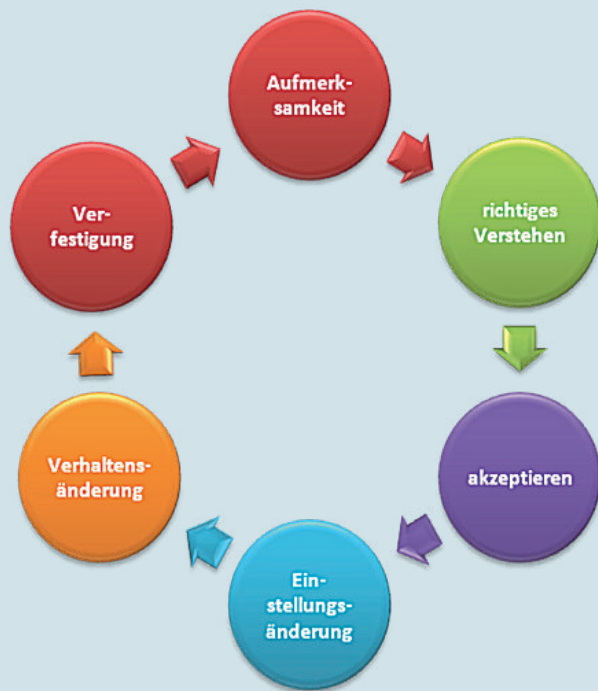 Aufmerk-
samkeit
richtiges
Verstehen
akzeptieren
Ein-
stellungs-
änderung
Verhaltens-
änderung
Ver-
festigung